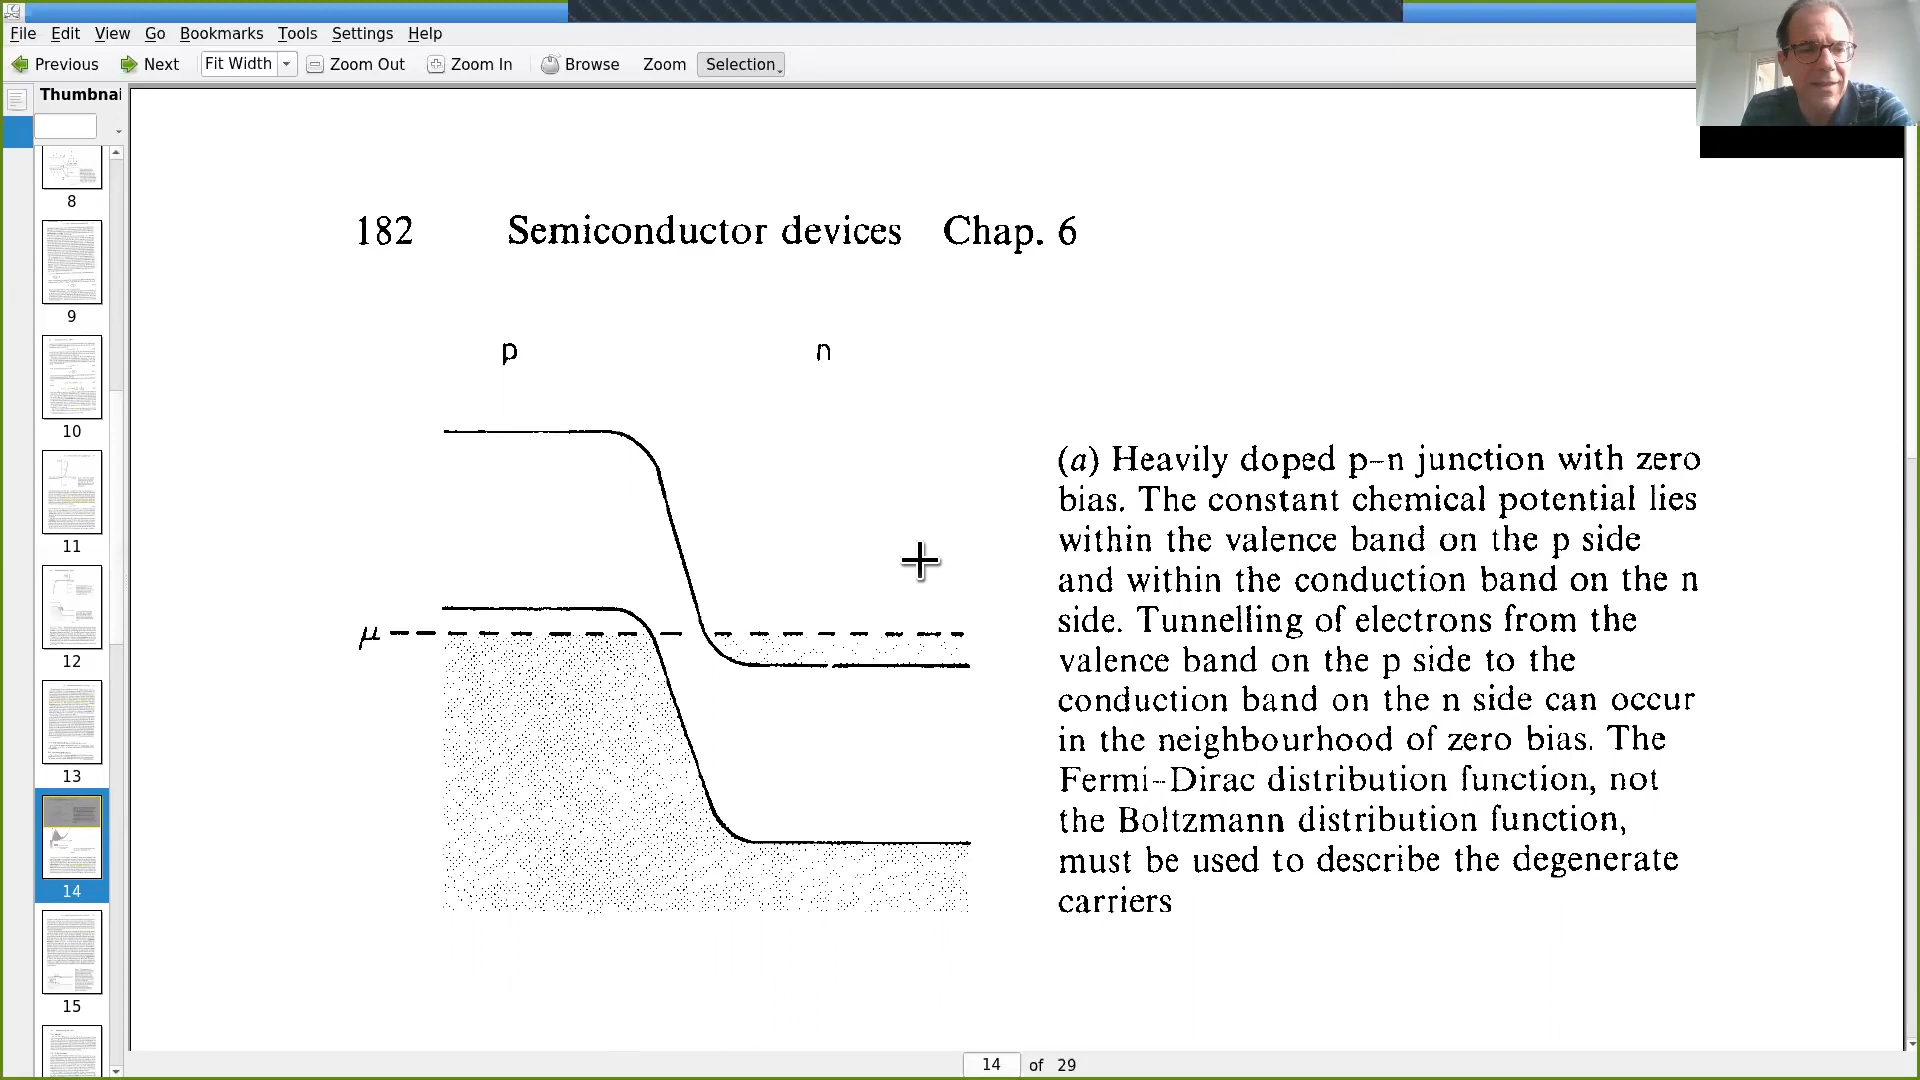 File Edit View Go Bookmarks Tools Settings Help
Previous Next Fit Width Zoom Out Zoom In Browse Zoom Selection
Thumbnai
8
9
10
11
12
13
14
15
182 Semiconductor devices Chap. 6
p n
μ
(a) Heavily doped p–n junction with zero
bias. The constant chemical potential lies
within the valence band on the p side
and within the conduction band on the n
side. Tunnelling of electrons from the
valence band on the p side to the
conduction band on the n side can occur
in the neighbourhood of zero bias. The
Fermi–Dirac distribution function, not
the Boltzmann distribution function,
must be used to describe the degenerate
carriers
14 of 29